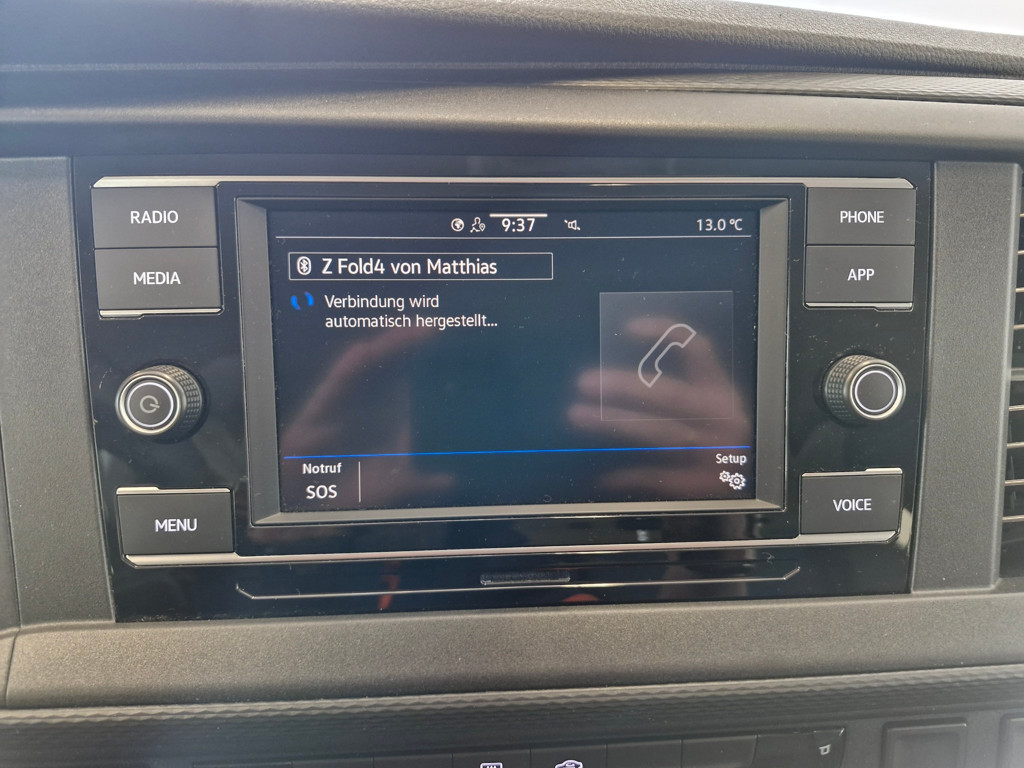 RADIO
MEDIA
MENU
9:37
13.0 °C
Z Fold4 von Matthias
Verbindung wird
automatisch hergestellt...
Notruf
SOS
Setup
PHONE
APP
VOICE